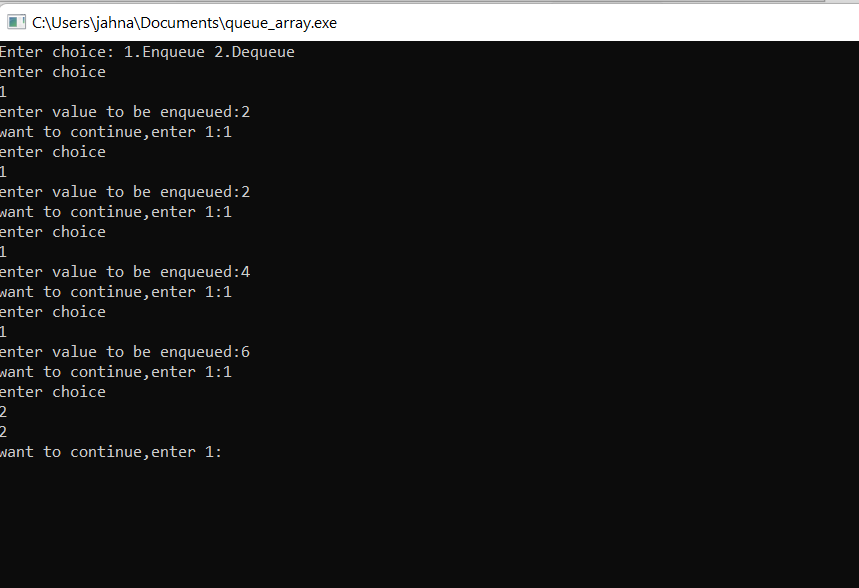 C:\Users\jahna\Documents\queue_array.exe
Enter choice: 1.Enqueue 2.Dequeue
enter choice
1
enter value to be enqueued:2
want to continue,enter 1:1
enter choice
1
enter value to be enqueued:2
want to continue,enter 1:1
enter choice
1
enter value to be enqueued:4
want to continue,enter 1:1
enter choice
1
enter value to be enqueued:6
want to continue,enter 1:1
enter choice
2
2
want to continue,enter 1: